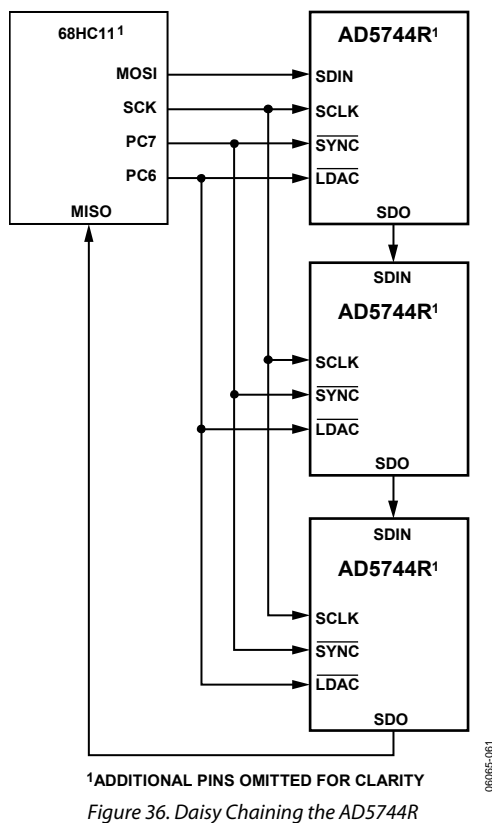 68HC11¹
MOSI
SCK
PC7
PC6
MISO
AD5744R¹
SDIN
SCLK
SYNC
LDAC
SDO
SDIN
AD5744R¹
SCLK
SYNC
LDAC
SDO
SDIN
AD5744R¹
SCLK
SYNC
LDAC
SDO
¹ADDITIONAL PINS OMITTED FOR CLARITY
06065-061
Figure 36. Daisy Chaining the AD5744R